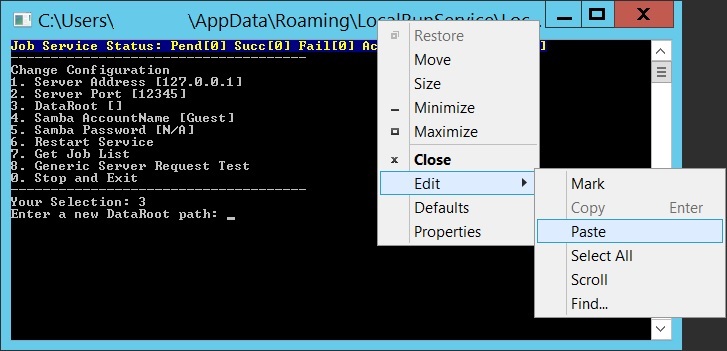 C:\Users\ \AppData\Roaming\LocalRunService\Loc
Job Service Status: Pend[0] Succ[0] Fail[0] Ac ]
Change Configuration
1. Server Address [127.0.0.1]
2. Server Port [12345]
3. DataRoot []
4. Samba AccountName [Guest]
5. Samba Password [N/A]
6. Restart Service
7. Get Job List
8. Generic Server Request Test
0. Stop and Exit
Your Selection: 3
Enter a new DataRoot path: _
Restore
Move
Size
Minimize
Maximize
Close
Edit
Defaults
Properties
Mark
Copy Enter
Paste
Select All
Scroll
Find...